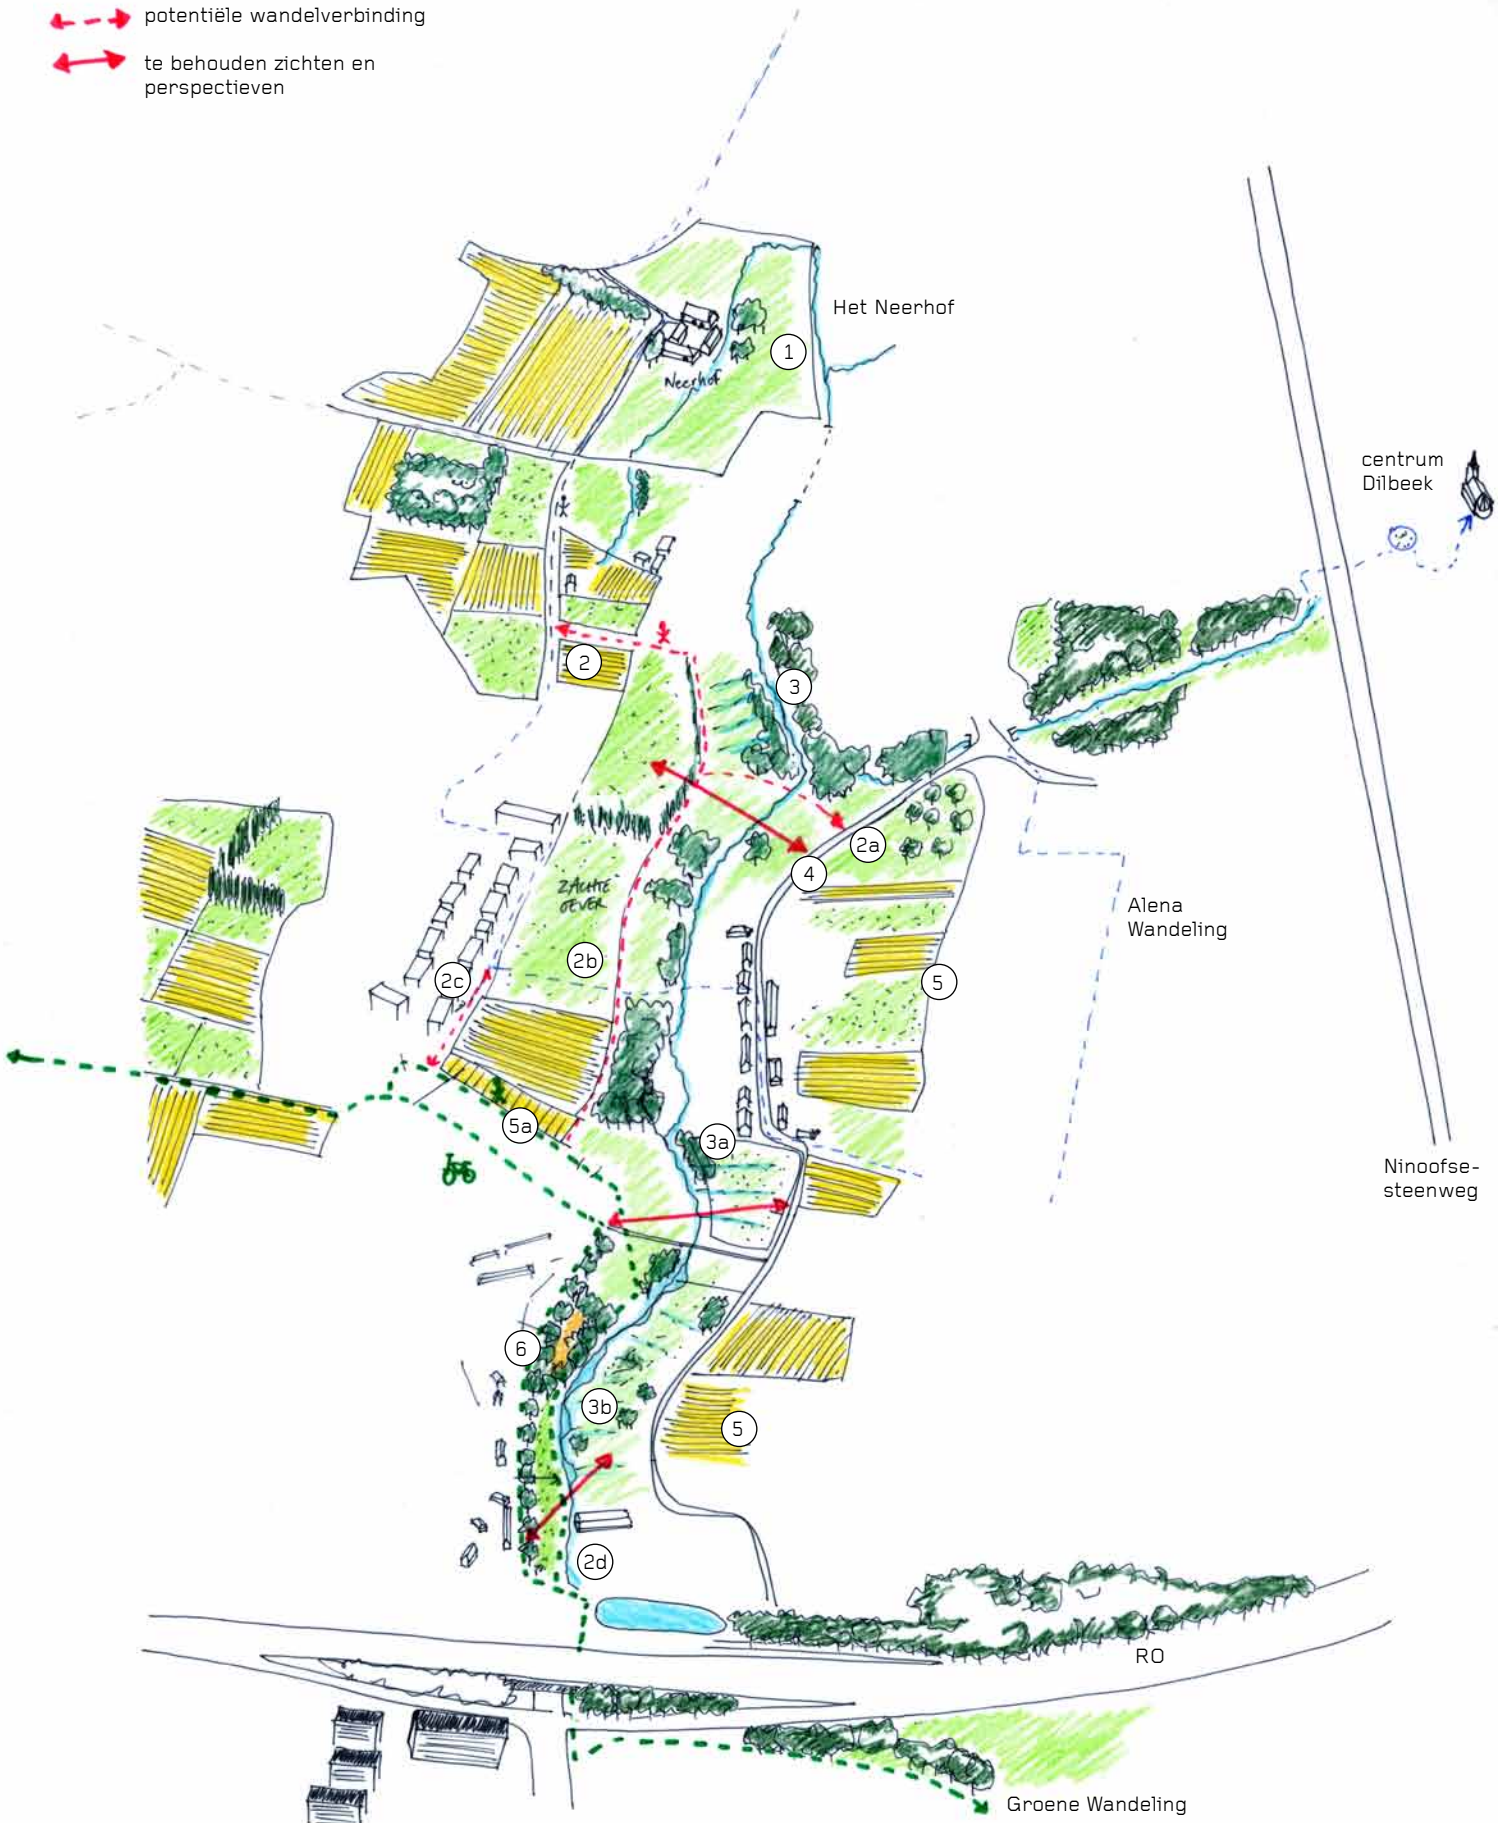 potentiële wandelverbinding
te behouden zichten en
perspectieven
Het Neerhof
1
Neerhof
centrum
Dilbeek
2
3
2a
4
ZACHTE
OEVER
Alena
Wandeling
2b
2c
5
5a
3a
Ninoofse-
steenweg
6
3b
5
2d
RO
Groene Wandeling